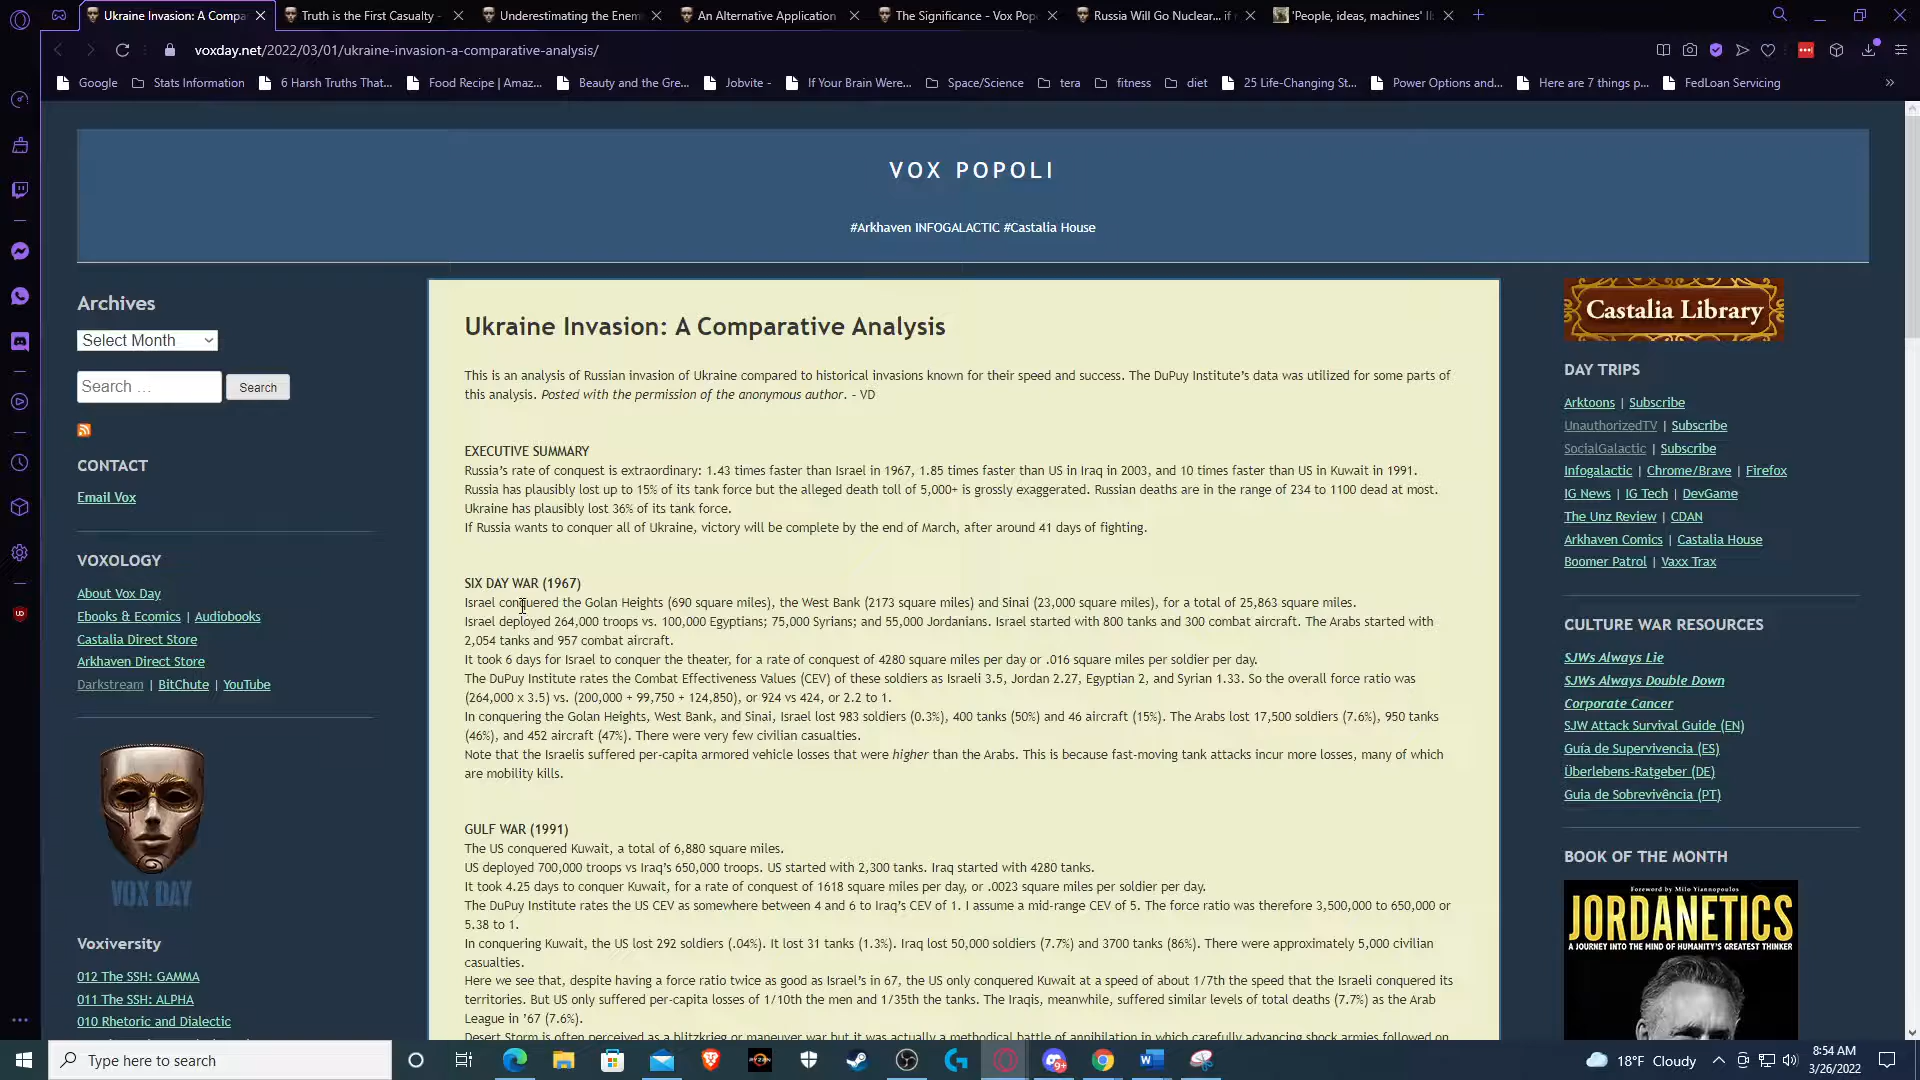 Ukraine Invasion: A Compa
Truth is the First Casualty -
Underestimating the Enem
An Alternative Application
The Significance - Vox Pop
Russia Will Go Nuclear... if
'People, ideas, machines' II
voxday.net/2022/03/01/ukraine-invasion-a-comparative-analysis/
Google
Stats Information
6 Harsh Truths That...
Food Recipe | Amaz...
Beauty and the Gre...
Jobvite -
If Your Brain Were...
Space/Science
tera
fitness
diet
25 Life-Changing St...
Power Options and...
Here are 7 things p...
FedLoan Servicing
VOX POPOLI
#Arkhaven INFOGALACTIC #Castalia House
Archives
Select Month
Search …
Search
CONTACT
Email Vox
VOXOLOGY
About Vox Day
Ebooks & Ecomics | Audiobooks
Castalia Direct Store
Arkhaven Direct Store
Darkstream | BitChute | YouTube
VOX DAY
Voxiversity
012 The SSH: GAMMA
011 The SSH: ALPHA
010 Rhetoric and Dialectic
Ukraine Invasion: A Comparative Analysis
This is an analysis of Russian invasion of Ukraine compared to historical invasions known for their speed and success. The DuPuy Institute's data was utilized for some parts of
this analysis. Posted with the permission of the anonymous author. – VD
EXECUTIVE SUMMARY
Russia's rate of conquest is extraordinary: 1.43 times faster than Israel in 1967, 1.85 times faster than US in Iraq in 2003, and 10 times faster than US in Kuwait in 1991.
Russia has plausibly lost up to 15% of its tank force but the alleged death toll of 5,000+ is grossly exaggerated. Russian deaths are in the range of 234 to 1100 dead at most.
Ukraine has plausibly lost 36% of its tank force.
If Russia wants to conquer all of Ukraine, victory will be complete by the end of March, after around 41 days of fighting.
SIX DAY WAR (1967)
Israel conquered the Golan Heights (690 square miles), the West Bank (2173 square miles) and Sinai (23,000 square miles), for a total of 25,863 square miles.
Israel deployed 264,000 troops vs. 100,000 Egyptians; 75,000 Syrians; and 55,000 Jordanians. Israel started with 800 tanks and 300 combat aircraft. The Arabs started with
2,054 tanks and 957 combat aircraft.
It took 6 days for Israel to conquer the theater, for a rate of conquest of 4280 square miles per day or .016 square miles per soldier per day.
The DuPuy Institute rates the Combat Effectiveness Values (CEV) of these soldiers as Israeli 3.5, Jordan 2.27, Egyptian 2, and Syrian 1.33. So the overall force ratio was
(264,000 x 3.5) vs. (200,000 + 99,750 + 124,850), or 924 vs 424, or 2.2 to 1.
In conquering the Golan Heights, West Bank, and Sinai, Israel lost 983 soldiers (0.3%), 400 tanks (50%) and 46 aircraft (15%). The Arabs lost 17,500 soldiers (7.6%), 950 tanks
(46%), and 452 aircraft (47%). There were very few civilian casualties.
Note that the Israelis suffered per-capita armored vehicle losses that were higher than the Arabs. This is because fast-moving tank attacks incur more losses, many of which
are mobility kills.
GULF WAR (1991)
The US conquered Kuwait, a total of 6,880 square miles.
US deployed 700,000 troops vs Iraq's 650,000 troops. US started with 2,300 tanks. Iraq started with 4280 tanks.
It took 4.25 days to conquer Kuwait, for a rate of conquest of 1618 square miles per day, or .0023 square miles per soldier per day.
The DuPuy Institute rates the US CEV as somewhere between 4 and 6 to Iraq's CEV of 1. I assume a mid-range CEV of 5. The force ratio was therefore 3,500,000 to 650,000 or
5.38 to 1.
In conquering Kuwait, the US lost 292 soldiers (.04%). It lost 31 tanks (1.3%). Iraq lost 50,000 soldiers (7.7%) and 3700 tanks (86%). There were approximately 5,000 civilian
casualties.
Here we see that, despite having a force ratio twice as good as Israel's in 67, the US only conquered Kuwait at a speed of about 1/7th the speed that the Israeli conquered its
territories. But US only suffered per-capita losses of 1/10th the men and 1/35th the tanks. The Iraqis, meanwhile, suffered similar levels of total deaths (7.7%) as the Arab
League in '67 (7.6%).
Desert Storm is often perceived as a blitzkrieg or maneuver war but it was actually a methodical battle of annihilation in which carefully advancing shock armies followed on
Castalia Library
DAY TRIPS
Arktoons | Subscribe
UnauthorizedTV | Subscribe
SocialGalactic | Subscribe
Infogalactic | Chrome/Brave | Firefox
IG News | IG Tech | DevGame
The Unz Review | CDAN
Arkhaven Comics | Castalia House
Boomer Patrol | Vaxx Trax
CULTURE WAR RESOURCES
SJWs Always Lie
SJWs Always Double Down
Corporate Cancer
SJW Attack Survival Guide (EN)
Guía de Supervivencia (ES)
Überlebens-Ratgeber (DE)
Guia de Sobrevivência (PT)
BOOK OF THE MONTH
Foreword by Milo Yiannopoulos
JORDANETICS
A JOURNEY INTO THE MIND OF HUMANITY'S GREATEST THINKER
Type here to search
18°F Cloudy
8:54 AM
3/26/2022